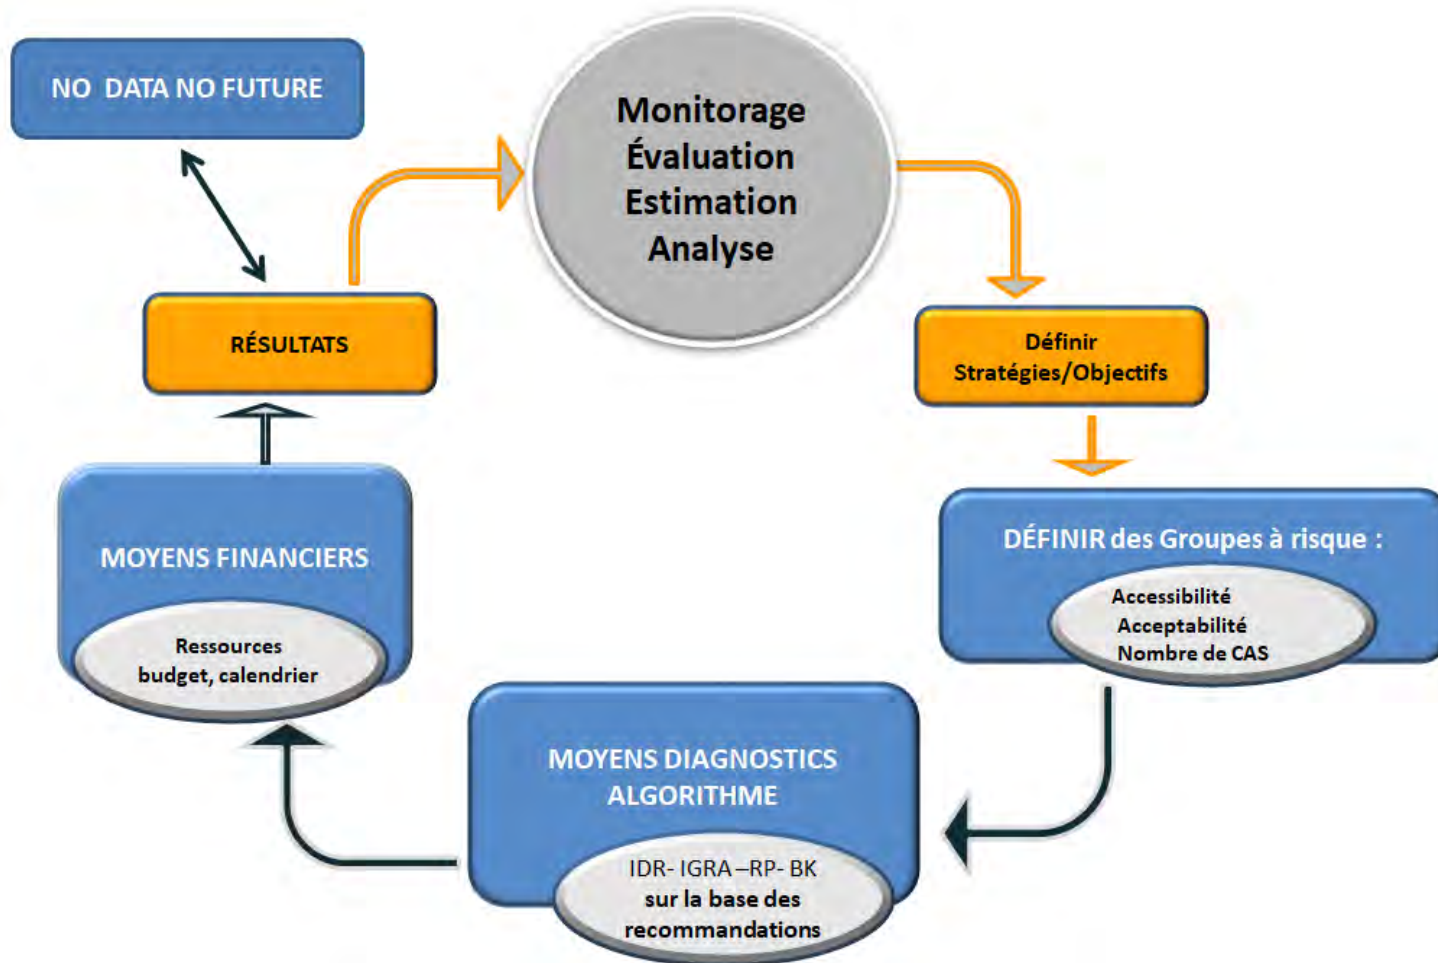 NO DATA NO FUTURE
Monitorage
Évaluation
Estimation
Analyse
RÉSULTATS
Définir
Stratégies/Objectifs
MOYENS FINANCIERS
Ressources
budget, calendrier
DÉFINIR des Groupes à risque :
Accessibilité
Acceptabilité
Nombre de CAS
MOYENS DIAGNOSTICS
ALGORITHME
IDR- IGRA –RP- BK
sur la base des
recommandations